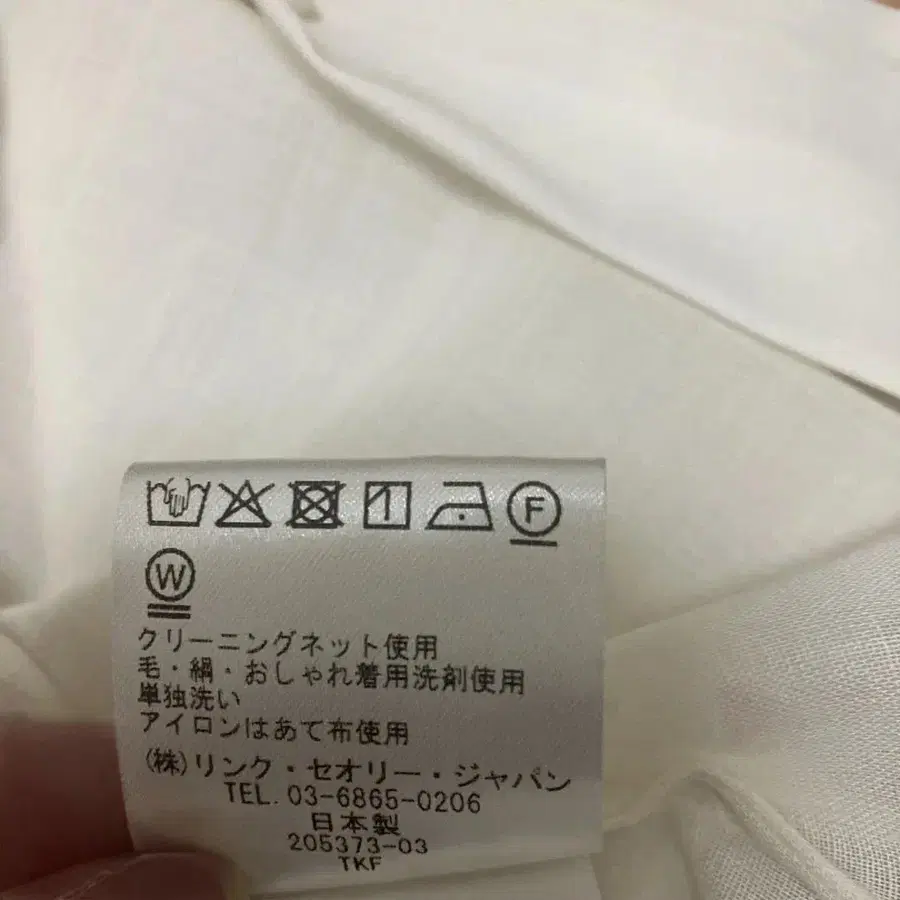 F
W
クリーニングネット使用
毛・絹・おしゃれ着用洗剤使用
単独洗い
アイロンはあて布使用
(株)リンク・セオリー・ジャパン
TEL. 03-6865-0206
日本製
205373-03
TKF